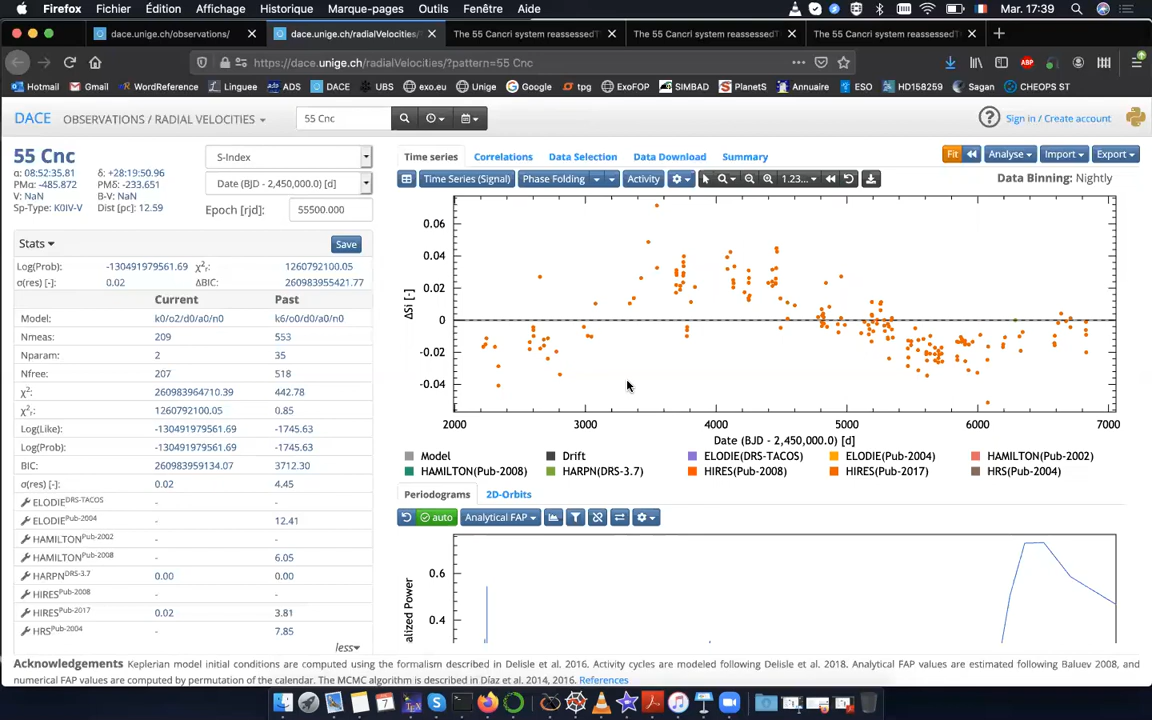 Firefox Fichier Édition Affichage Historique Marque-pages Outils Fenêtre Aide Mar. 17:39
dace.unige.ch/observations/ dace.unige.ch/radialVelocities/ The 55 Cancri system reassessed The 55 Cancri system reassessed The 55 Cancri system reassessed
https://dace.unige.ch/radialVelocities/?pattern=55 Cnc
Hotmail Gmail WordReference ADS Linguee DACE UBS exo.eu Unige Google tpg ExoFOP SIMBAD PlanetS Annuaire ESO HD158259 Sagan CHEOPS ST
DACE OBSERVATIONS / RADIAL VELOCITIES 55 Cnc Sign in / Create account
55 Cnc
α: 08:52:35.81 δ: +28:19:50.96
PMα: -485.872 PMδ: -233.651
V: NaN B-V: NaN
Sp-Type: K0IV-V Dist [pc]: 12.59
S-Index
Date (BJD - 2,450,000.0) [d]
Epoch [rjd]: 55500.000
Stats Save
Log(Prob): -130491979561.69 χ²r: 1260792100.05
σ(res) [-]: 0.02 ΔBIC: 260983955421.77
Current Past
Model: k0/o2/d0/a0/n0 k6/o0/d0/a0/n0
Nmeas: 209 553
Nparam: 2 35
Nfree: 207 518
χ²: 260983964710.39 442.78
χ²r: 1260792100.05 0.85
Log(Like): -130491979561.69 -1745.63
Log(Prob): -130491979561.69 -1745.63
BIC: 260983959134.07 3712.30
σ(res) [-]: 0.02 4.45
ELODIE DRS-TACOS - -
ELODIE Pub-2004 - 12.41
HAMILTON Pub-2002 - -
HAMILTON Pub-2008 - 6.05
HARPN DRS-3.7 0.00 0.00
HIRES Pub-2008 - -
HIRES Pub-2017 0.02 3.81
HRS Pub-2004 - 7.85
less
Time series Correlations Data Selection Data Download Summary Fit Analyse Import Export
Time Series (Signal) Phase Folding Activity 1.23... Data Binning: Nightly
0.06
0.04
0.02
0
-0.02
-0.04
ΔSi [-]
2000 3000 4000 5000 6000 7000
Date (BJD - 2,450,000.0) [d]
Model Drift ELODIE(DRS-TACOS) ELODIE(Pub-2004) HAMILTON(Pub-2002)
HAMILTON(Pub-2008) HARPN(DRS-3.7) HIRES(Pub-2008) HIRES(Pub-2017) HRS(Pub-2004)
Periodograms 2D-Orbits
auto Analytical FAP
0.6
0.4
alized Power
Acknowledgements Keplerian model initial conditions are computed using the formalism described in Delisle et al. 2016. Activity cycles are modeled following Delisle et al. 2018. Analytical FAP values are estimated following Baluev 2008, and
numerical FAP values are computed by permutation of the calendar. The MCMC algorithm is described in Díaz et al. 2014, 2016. References